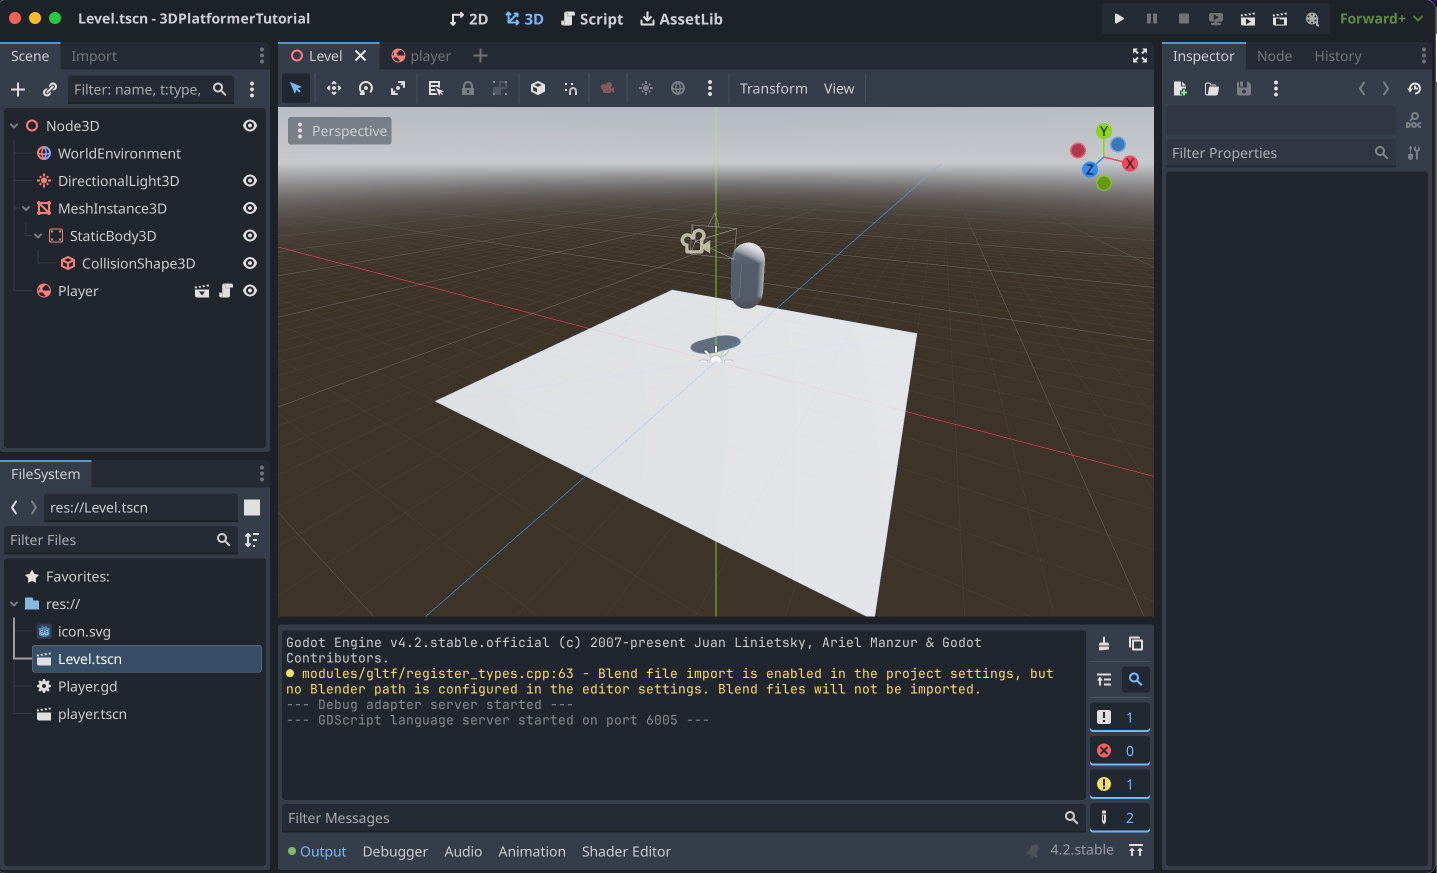 Level.tscn - 3DPlatformerTutorial
2D
3D
Script
AssetLib
Forward+
Scene
Import
Filter: name, t:type,
Node3D
WorldEnvironment
DirectionalLight3D
MeshInstance3D
StaticBody3D
CollisionShape3D
Player
FileSystem
res://Level.tscn
Filter Files
Favorites:
res://
icon.svg
Level.tscn
Player.gd
player.tscn
Level
player
Transform
View
Perspective
Y
X
Z
Godot Engine v4.2.stable.official (c) 2007-present Juan Linietsky, Ariel Manzur & Godot
Contributors.
modules/gltf/register_types.cpp:63 - Blend file import is enabled in the project settings, but
no Blender path is configured in the editor settings. Blend files will not be imported.
--- Debug adapter server started ---
--- GDScript language server started on port 6005 ---
1
0
1
2
Filter Messages
Output
Debugger
Audio
Animation
Shader Editor
4.2.stable
Inspector
Node
History
DOC
Filter Properties